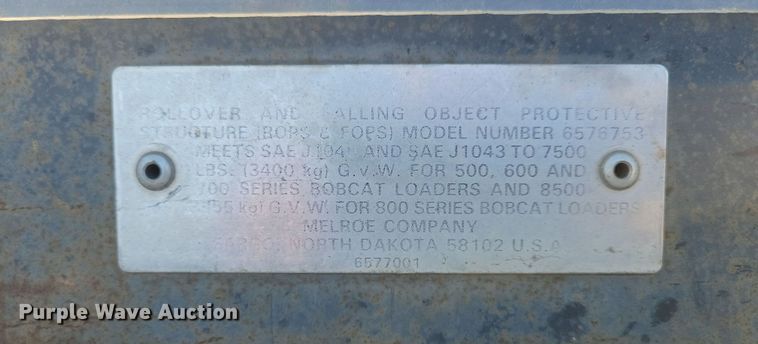 ROLLOVER AND FALLING OBJECT PROTECTIVE
STRUCTURE (ROPS & FOPS) MODEL NUMBER 6576753
MEETS SAE J1040 AND SAE J1043 TO 7500
LBS. (3400 kg) G.V.W. FOR 500, 600 AND
700 SERIES BOBCAT LOADERS AND 8500
G.V.W. FOR 800 SERIES BOBCAT LOADERS
MELROE COMPANY
FARGO, NORTH DAKOTA 58102 U.S.A.
6577001
Purple Wave Auction